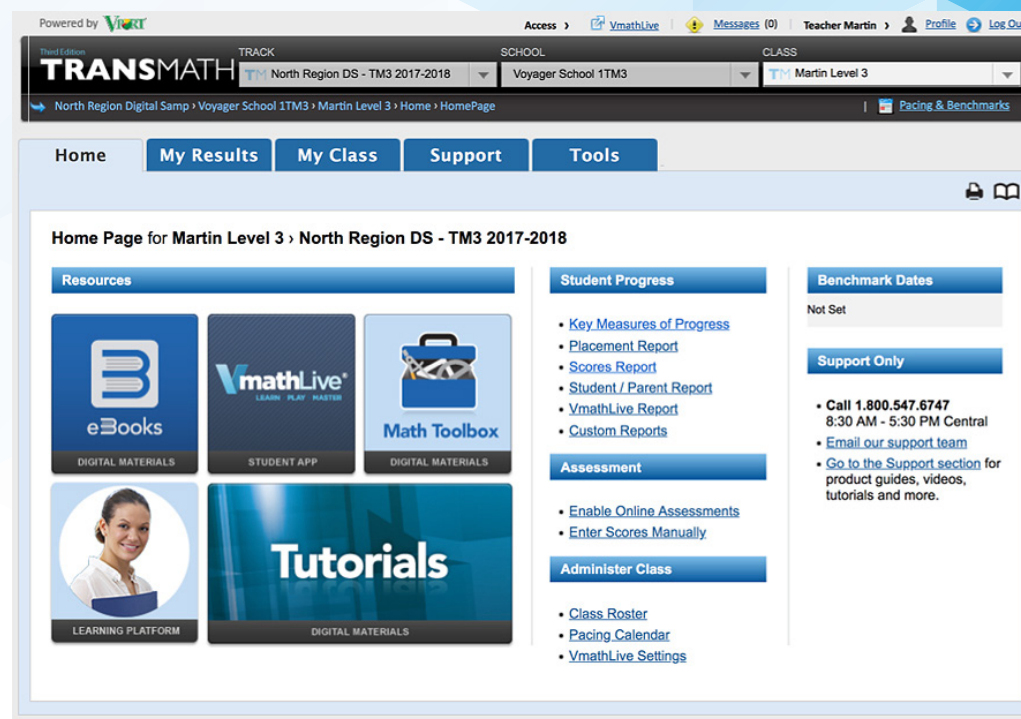 Powered by VPORT
Access › VmathLive Messages (0) Teacher Martin › Profile Log Ou
Third Edition
TRANSMATH
TRACK
TM North Region DS - TM3 2017-2018
SCHOOL
Voyager School 1TM3
CLASS
TM Martin Level 3
North Region Digital Samp › Voyager School 1TM3 › Martin Level 3 › Home › HomePage
| Pacing & Benchmarks
Home My Results My Class Support Tools
Home Page for Martin Level 3 › North Region DS - TM3 2017-2018
Resources
eBooks
DIGITAL MATERIALS
VmathLive®
LEARN PLAY MASTER
STUDENT APP
Math Toolbox
DIGITAL MATERIALS
LEARNING PLATFORM
Tutorials
DIGITAL MATERIALS
Student Progress
• Key Measures of Progress
• Placement Report
• Scores Report
• Student / Parent Report
• VmathLive Report
• Custom Reports
Assessment
• Enable Online Assessments
• Enter Scores Manually
Administer Class
• Class Roster
• Pacing Calendar
• VmathLive Settings
Benchmark Dates
Not Set
Support Only
• Call 1.800.547.6747
8:30 AM - 5:30 PM Central
• Email our support team
• Go to the Support section for
product guides, videos,
tutorials and more.